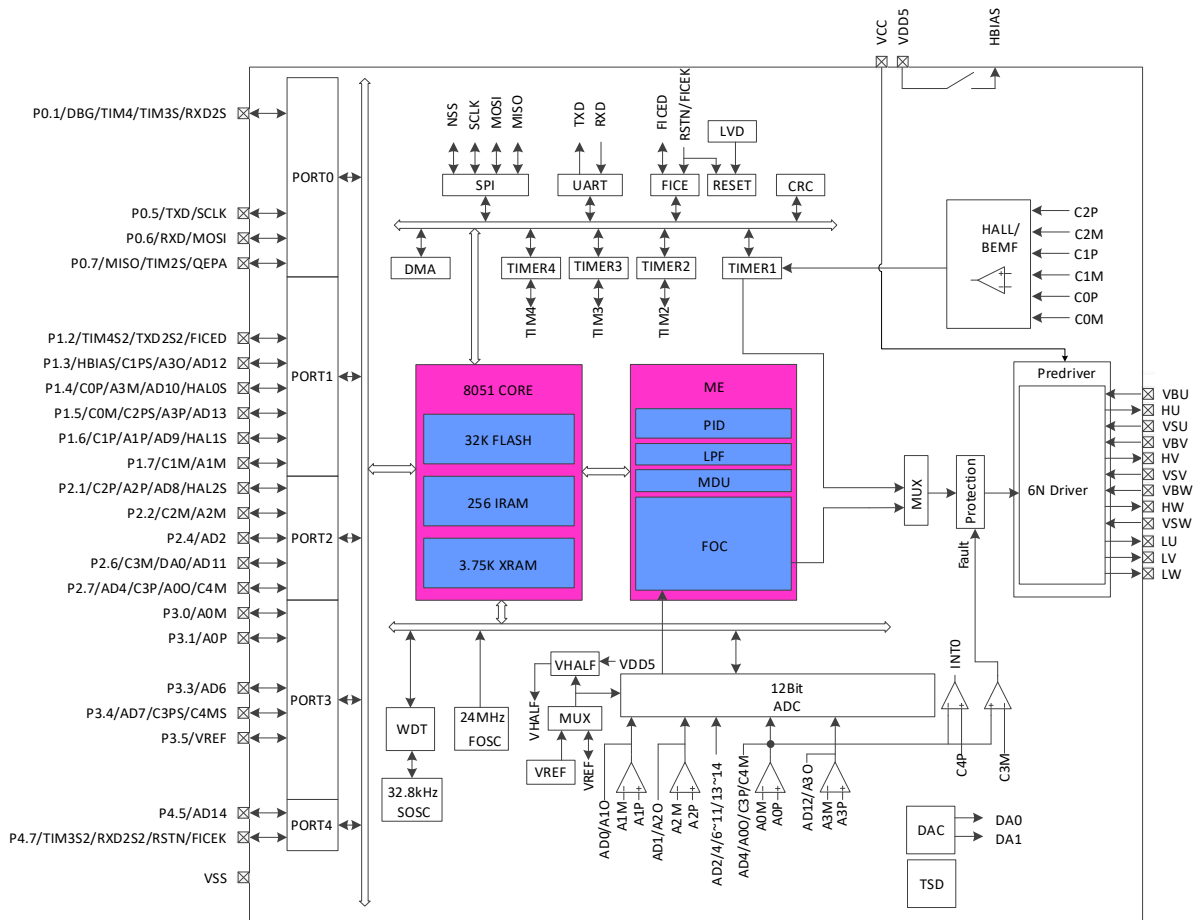 VCC
VDD5
HBIAS
P0.1/DBG/TIM4/TIM3S/RXD2S
P0.5/TXD/SCLK
P0.6/RXD/MOSI
P0.7/MISO/TIM2S/QEPA
P1.2/TIM4S2/TXD2S2/FICED
P1.3/HBIAS/C1PS/A3O/AD12
P1.4/C0P/A3M/AD10/HAL0S
P1.5/C0M/C2PS/A3P/AD13
P1.6/C1P/A1P/AD9/HAL1S
P1.7/C1M/A1M
P2.1/C2P/A2P/AD8/HAL2S
P2.2/C2M/A2M
P2.4/AD2
P2.6/C3M/DA0/AD11
P2.7/AD4/C3P/A0O/C4M
P3.0/A0M
P3.1/A0P
P3.3/AD6
P3.4/AD7/C3PS/C4MS
P3.5/VREF
P4.5/AD14
P4.7/TIM3S2/RXD2S2/RSTN/FICEK
VSS
PORT0
PORT1
PORT2
PORT3
PORT4
NSS
SCLK
MOSI
MISO
TXD
RXD
FICED
RSTN/FICEK
LVD
SPI
UART
FICE
RESET
CRC
DMA
TIMER4
TIMER3
TIMER2
TIMER1
TIM4
TIM3
TIM2
HALL/
BEMF
C2P
C2M
C1P
C1M
C0P
C0M
8051 CORE
32K FLASH
256 IRAM
3.75K XRAM
ME
PID
LPF
MDU
FOC
MUX
Protection
Fault
Predriver
6N Driver
VBU
HU
VSU
VBV
HV
VSV
VBW
HW
VSW
LU
LV
LW
WDT
32.8kHz
SOSC
24MHz
FOSC
VHALF
VDD5
VHALF
MUX
VREF
VREF
12Bit
ADC
AD0/A1O
A1M
A1P
AD1/A2O
A2M
A2P
AD2/4/6~11/13~14
AD4/A0O/C3P/C4M
A0M
A0P
AD12/A3O
A3M
A3P
INT0
C4P
C3M
DAC
DA0
DA1
TSD